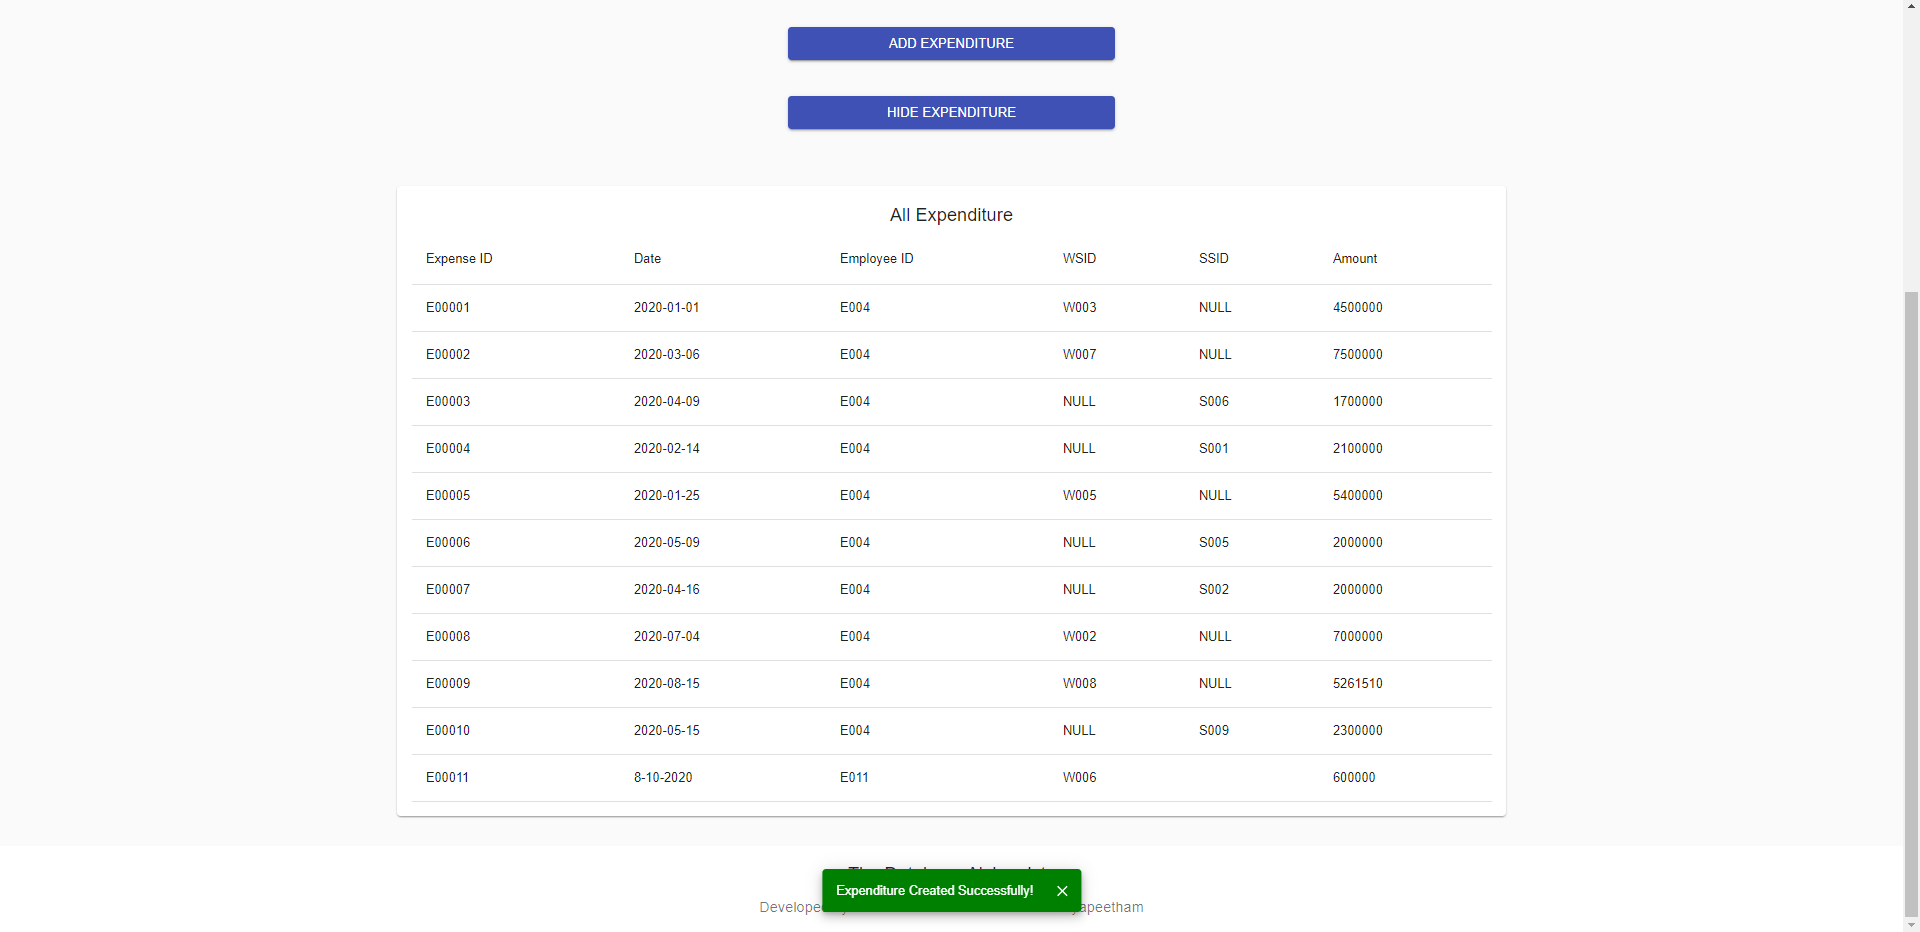 ADD EXPENDITURE
HIDE EXPENDITURE
All Expenditure
Expense ID Date Employee ID WSID SSID Amount
E00001 2020-01-01 E004 W003 NULL 4500000
E00002 2020-03-06 E004 W007 NULL 7500000
E00003 2020-04-09 E004 NULL S006 1700000
E00004 2020-02-14 E004 NULL S001 2100000
E00005 2020-01-25 E004 W005 NULL 5400000
E00006 2020-05-09 E004 NULL S005 2000000
E00007 2020-04-16 E004 NULL S002 2000000
E00008 2020-07-04 E004 W002 NULL 7000000
E00009 2020-08-15 E004 W008 NULL 5261510
E00010 2020-05-15 E004 NULL S009 2300000
E00011 8-10-2020 E011 W006 600000
Expenditure Created Successfully!